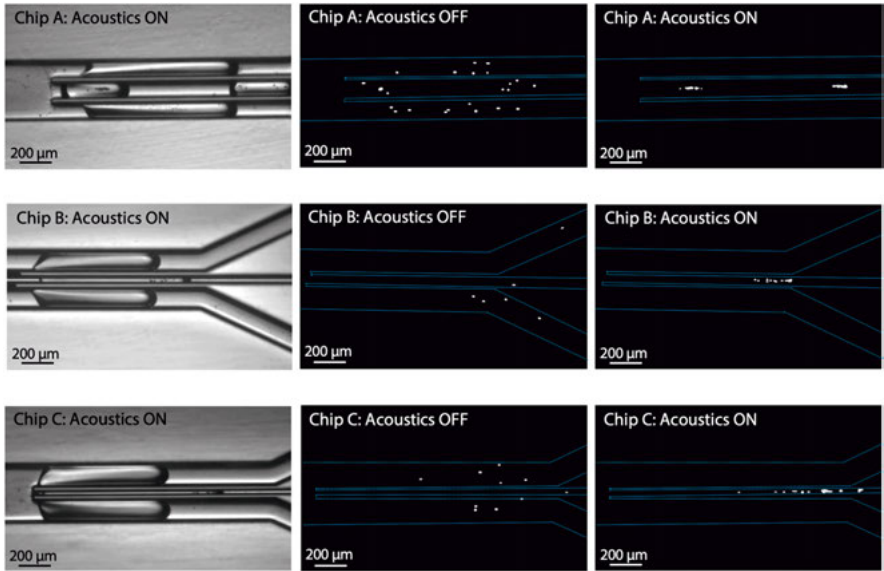 Chip A: Acoustics ON
Chip A: Acoustics OFF
Chip A: Acoustics ON
200 µm
200 µm
200 µm
Chip B: Acoustics ON
Chip B: Acoustics OFF
Chip B: Acoustics ON
200 µm
200 µm
200 µm
Chip C: Acoustics ON
Chip C: Acoustics OFF
Chip C: Acoustics ON
200 µm
200 µm
200 µm